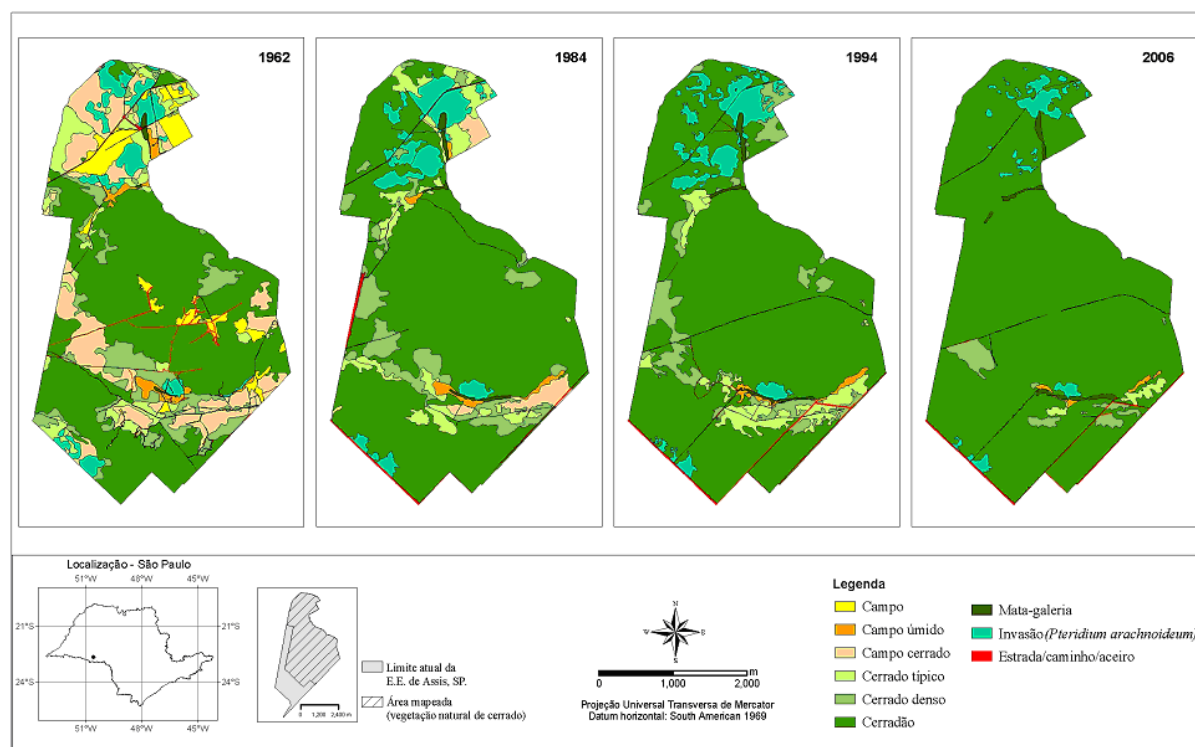 1962
1984
1994
2006
Localização - São Paulo
51°W
48°W
45°W
21°S
21°S
24°S
24°S
51°W
48°W
45°W
0 1,200 2,400 m
Limite atual da
E.E. de Assis, SP.
Área mapeada
(vegetação natural de cerrado)
N
W
E
S
m
0
1,000
2,000
Projeção Universal Transversa de Mercator
Datum horizontal: South American 1969
Legenda
Campo
Campo úmido
Campo cerrado
Cerrado típico
Cerrado denso
Cerradão
Mata-galeria
Invasão(Pteridium arachnoideum)
Estrada/caminho/aceiro